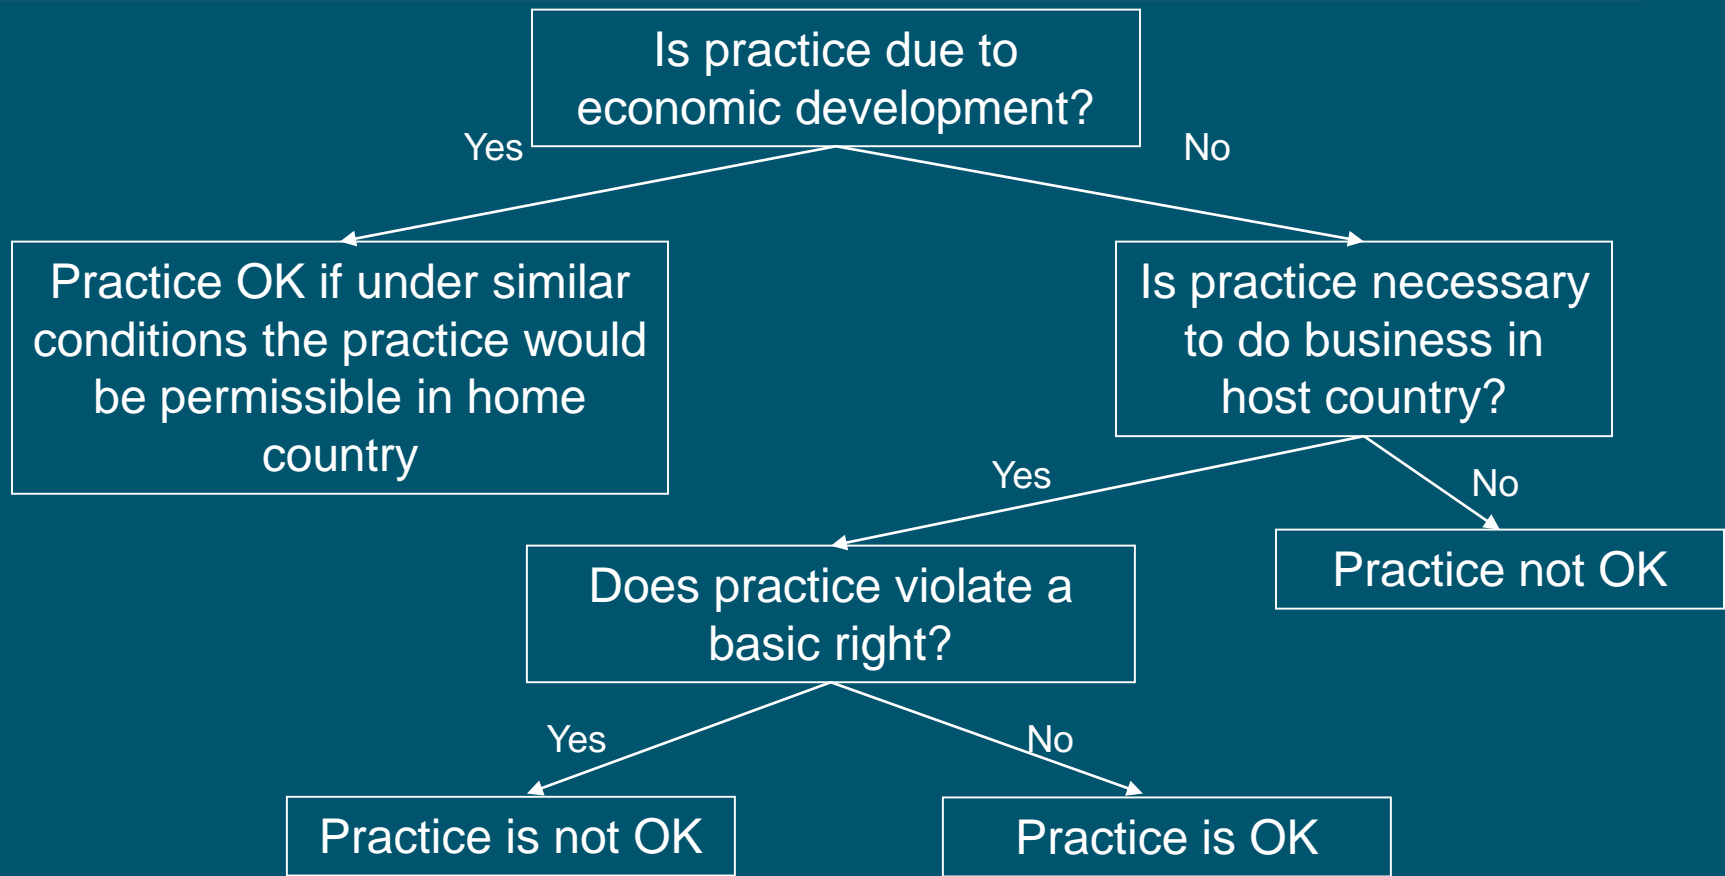 Is practice due to
economic development?
Yes
No
Practice OK if under similar
conditions the practice would
be permissible in home
country
Is practice necessary
to do business in
host country?
Yes
No
Does practice violate a
basic right?
Practice not OK
Yes
No
Practice is not OK
Practice is OK